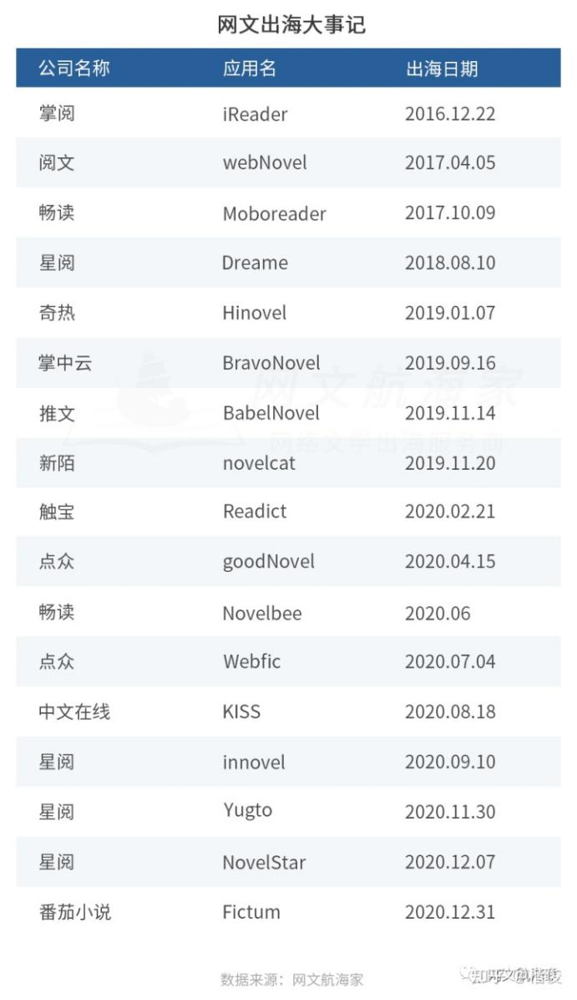 网文出海大事记
公司名称 应用名 出海日期
掌阅 iReader 2016.12.22
阅文 webNovel 2017.04.05
畅读 Moboreader 2017.10.09
星阅 Dreame 2018.08.10
奇热 Hinovel 2019.01.07
掌中云 BravoNovel 2019.09.16
网文航海家
推文 BabelNovel 2019.11.14
网络文学出海服务商
新陌 novelcat 2019.11.20
触宝 Readict 2020.02.21
点众 goodNovel 2020.04.15
畅读 Novelbee 2020.06
点众 Webfic 2020.07.04
中文在线 KISS 2020.08.18
星阅 innovel 2020.09.10
星阅 Yugto 2020.11.30
星阅 NovelStar 2020.12.07
番茄小说 Fictum 2020.12.31
数据来源：网文航海家
知乎